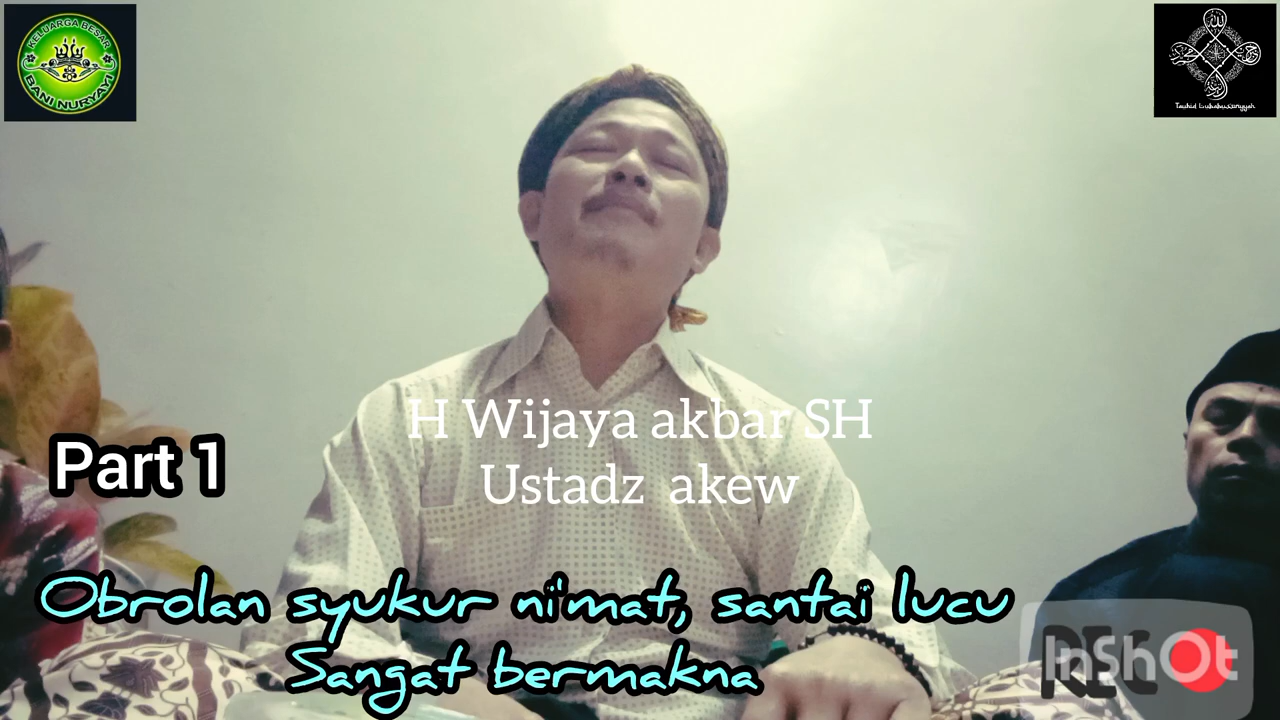 KELUARGA BESAR
BANI NURYAYI
H Wijaya akbar SH
Ustadz akew
Part 1
Obrolan syukur ni'mat, santai lucu
Sangat bermakna
InShOt